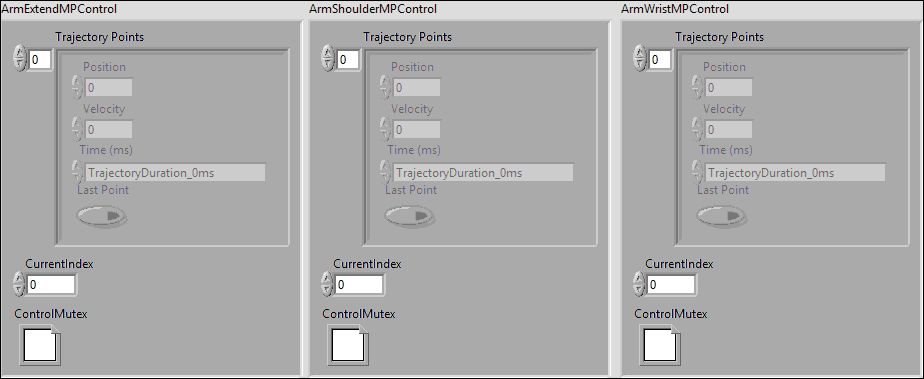 ArmExtendMPControl
Trajectory Points
0
Position
0
Velocity
0
Time (ms)
TrajectoryDuration_0ms
Last Point
CurrentIndex
0
ControlMutex
ArmShoulderMPControl
Trajectory Points
0
Position
0
Velocity
0
Time (ms)
TrajectoryDuration_0ms
Last Point
CurrentIndex
0
ControlMutex
ArmWristMPControl
Trajectory Points
0
Position
0
Velocity
0
Time (ms)
TrajectoryDuration_0ms
Last Point
CurrentIndex
0
ControlMutex